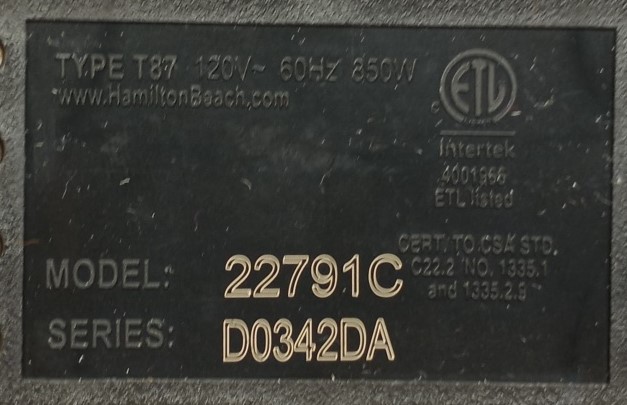 TYPE T87 120V~ 60Hz 850W
www.HamiltonBeach.com
ETL
c
Intertek
4001966
ETL listed
CERT. TO CSA STD.
C22.2 NO. 1335.1
and 1335.2.9
MODEL: 22791C
SERIES: D0342DA